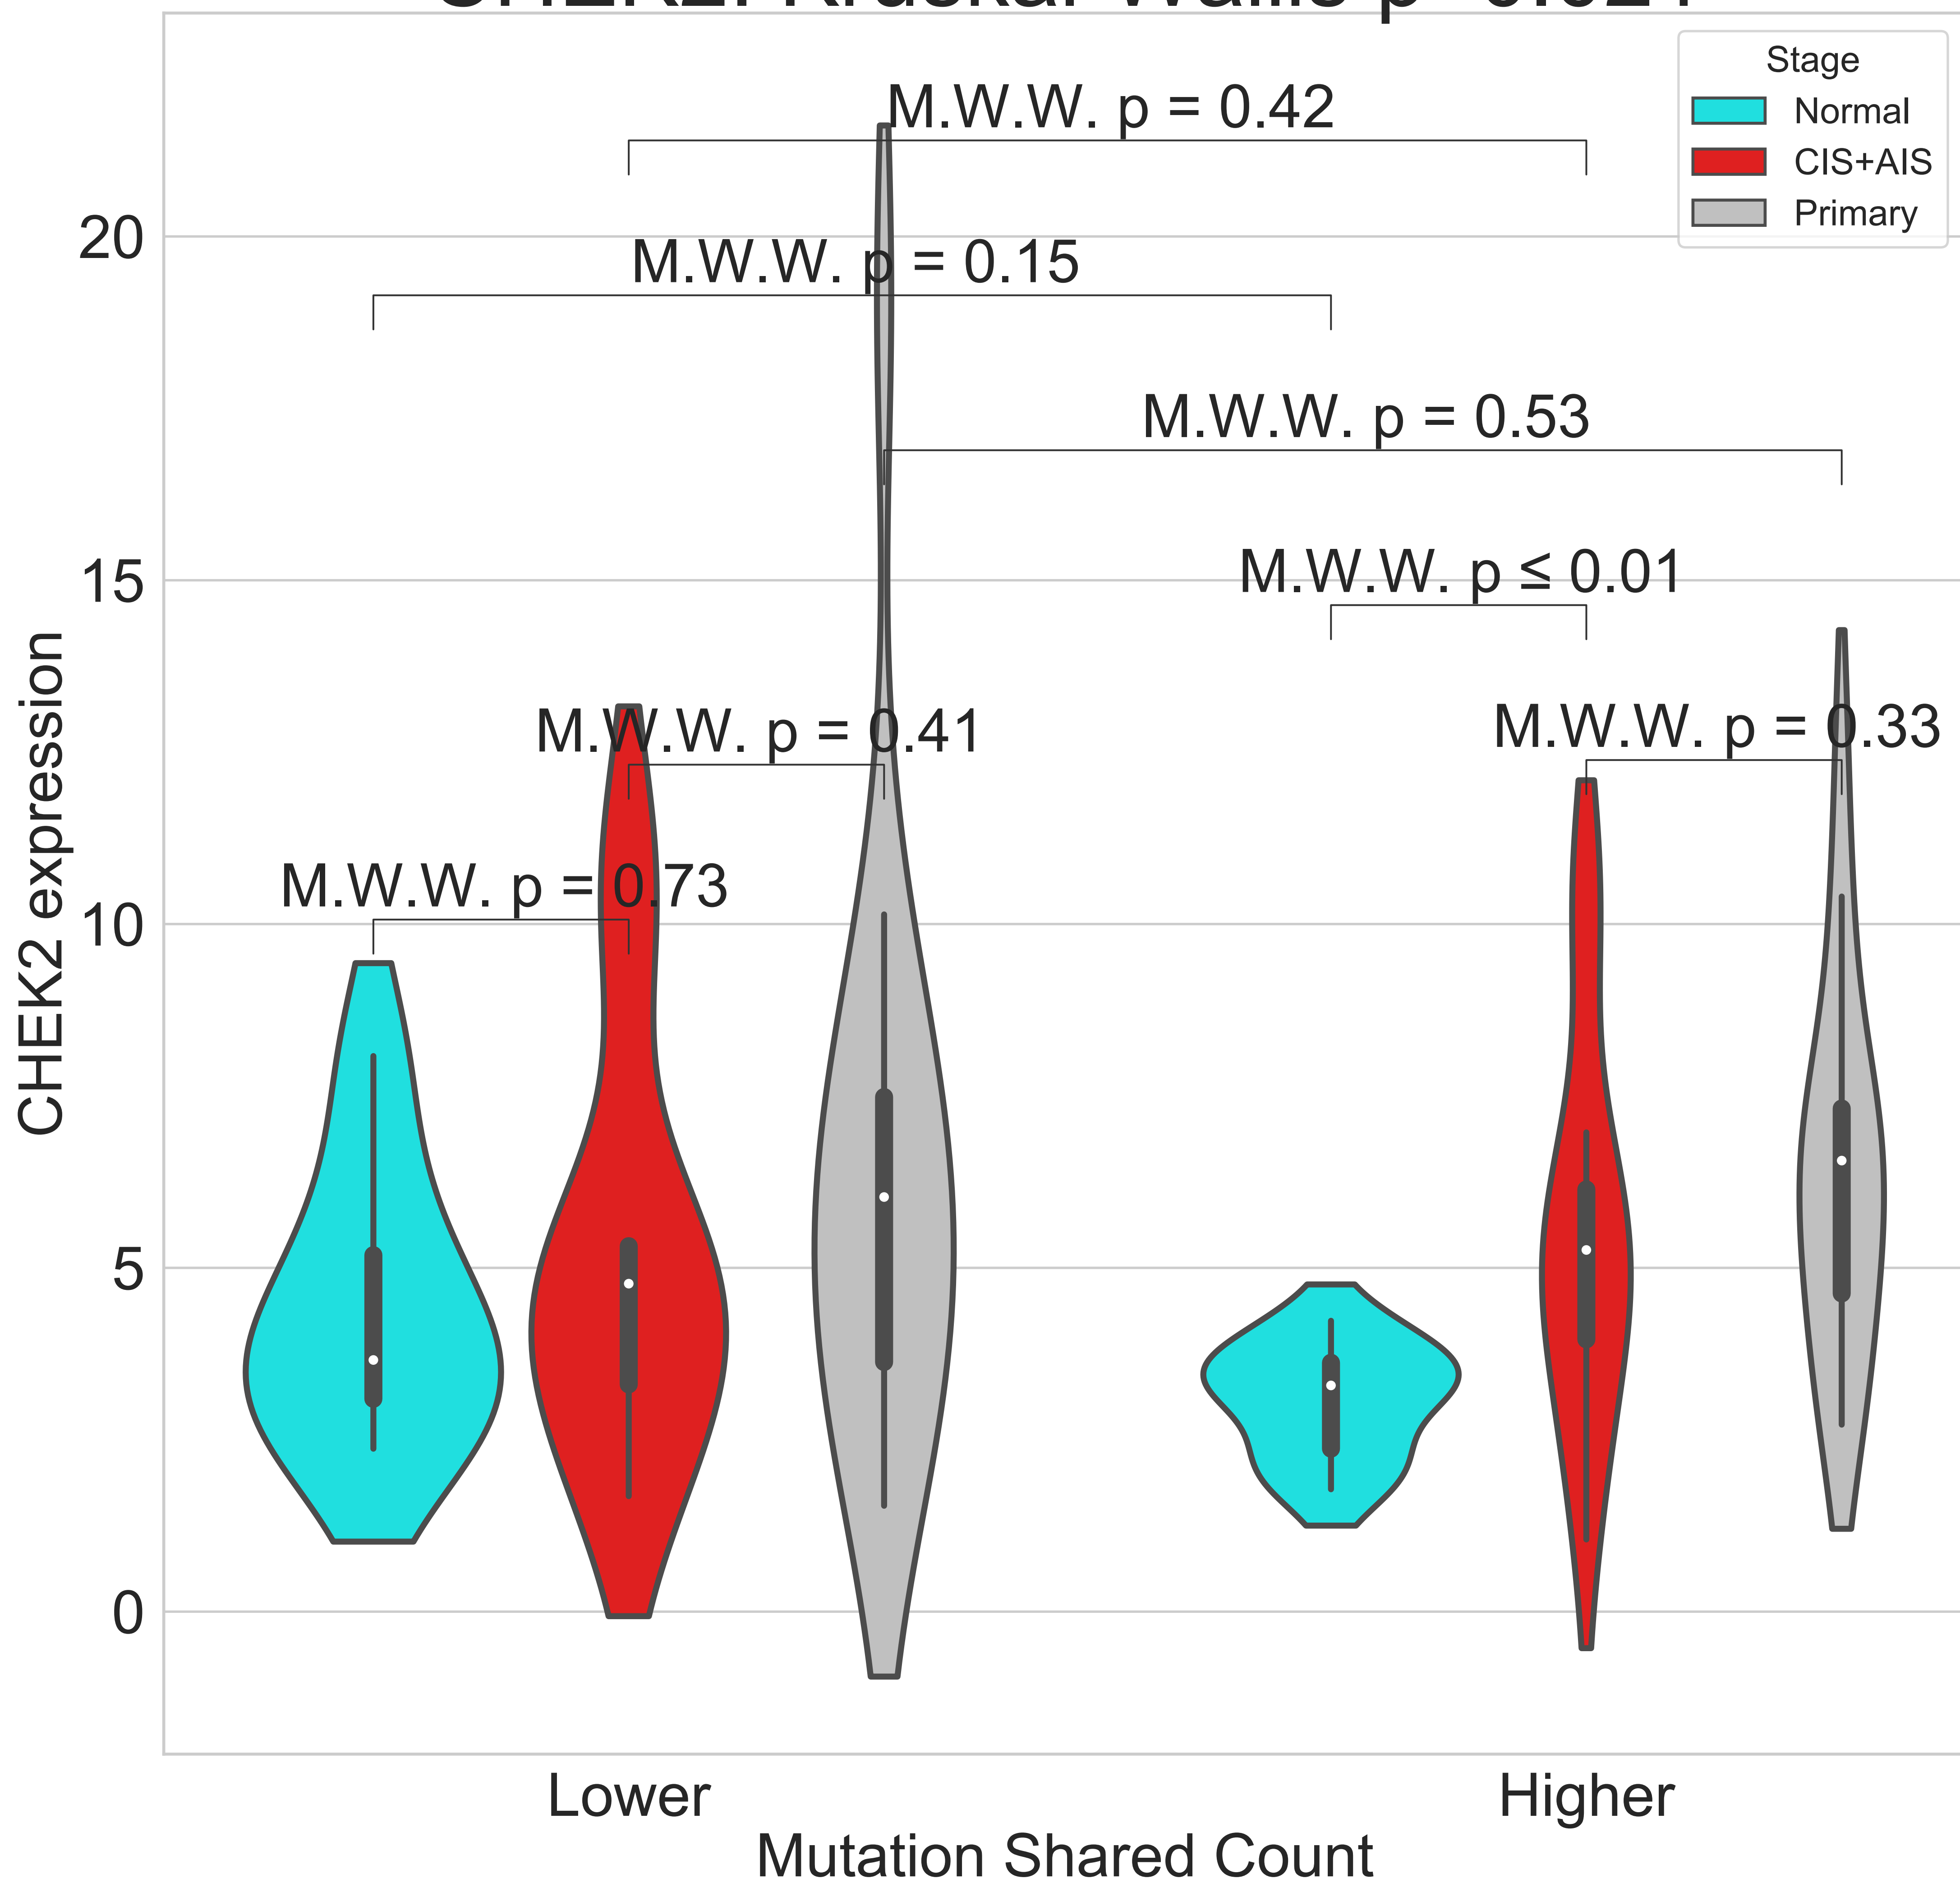 Stage
Normal
CIS+AIS
Primary
M.W.W. p = 0.42
M.W.W. p = 0.15
M.W.W. p = 0.53
M.W.W. p ≤ 0.01
M.W.W. p = 0.41
M.W.W. p = 0.33
M.W.W. p = 0.73
20
15
10
5
0
CHEK2 expression
Lower
Higher
Mutation Shared Count